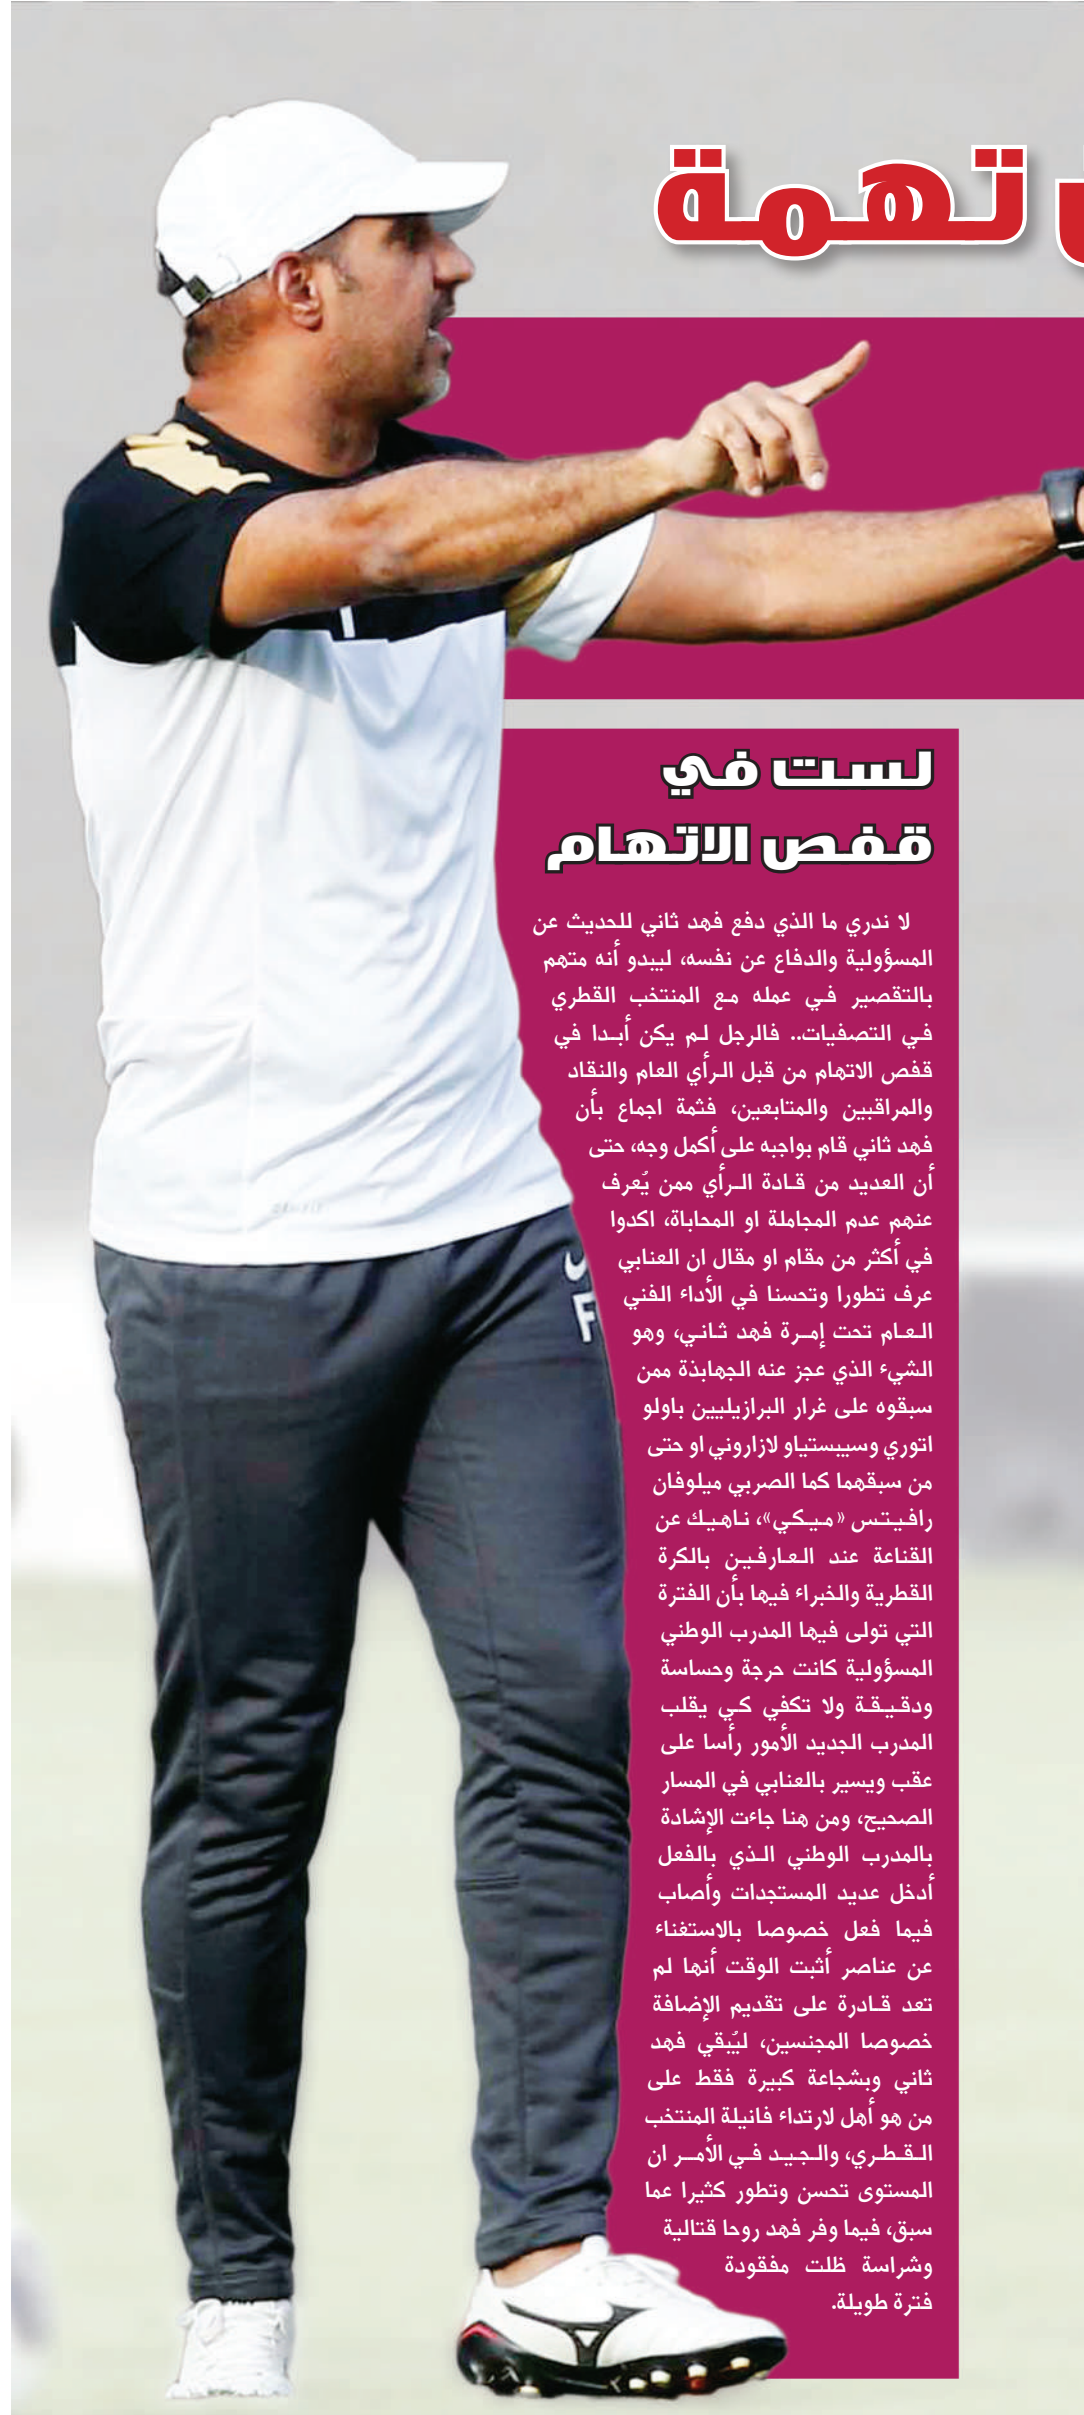 تهمة
لست في
قفص الاتهام
لا ندري ما الذي دفع فهد ثاني للحديث عن
المسؤولية والدفاع عن نفسه، ليبدو أنه متهم
بالتقصير في عمله مع المنتخب القطري
في التصفيات.. فالرجل لم يكن أبدا في
قفص الاتهام من قبل الرأي العام والنقاد
والمراقبين والمتابعين، فثمة اجماع بأن
فهد ثاني قام بواجبه على أكمل وجه، حتى
أن العديد من قادة الرأي ممن يُعرف
عنهم عدم المجاملة او المحاباة، اكدوا
في أكثر من مقام او مقال ان العنابي
عرف تطورا وتحسنا في الأداء الفني
العام تحت إمرة فهد ثاني، وهو
الشيء الذي عجز عنه الجهابذة ممن
سبقوه على غرار البرازيليين باولو
اتوري وسيبستياو لازاروني او حتى
من سبقهما كما الصربي ميلوفان
رافيتس «ميكي»، ناهيك عن
القناعة عند العارفين بالكرة
القطرية والخبراء فيها بأن الفترة
التي تولى فيها المدرب الوطني
المسؤولية كانت حرجة وحساسة
ودقيقة ولا تكفي كي يقلب
المدرب الجديد الأمور رأسا على
عقب ويسير بالعنابي في المسار
الصحيح، ومن هنا جاءت الإشادة
بالمدرب الوطني الذي بالفعل
أدخل عديد المستجدات وأصاب
فيما فعل خصوصا بالاستغناء
عن عناصر أثبت الوقت أنها لم
تعد قادرة على تقديم الإضافة
خصوصا المجنسين، ليُبقي فهد
ثاني وبشجاعة كبيرة فقط على
من هو أهل لارتداء فانيلة المنتخب
القطري، والجيد في الأمر ان
المستوى تحسن وتطور كثيرا عما
سبق، فيما وفر فهد روحا قتالية
وشراسة ظلت مفقودة
فترة طويلة.